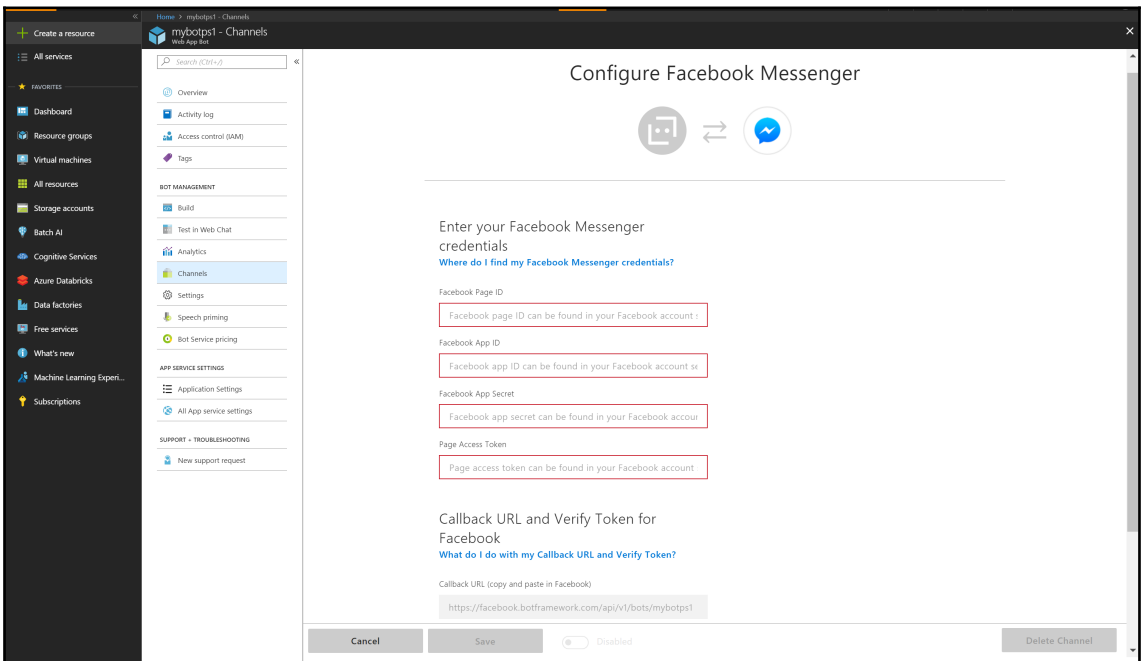 Home > mybotps1 - Channels
mybotps1 - Channels
Web App Bot
Create a resource
All services
FAVORITES
Dashboard
Resource groups
Virtual machines
All resources
Storage accounts
Batch AI
Cognitive Services
Azure Databricks
Data factories
Free services
What's new
Machine Learning Experi...
Subscriptions
Search (Ctrl+/)
Overview
Activity log
Access control (IAM)
Tags
BOT MANAGEMENT
Build
Test in Web Chat
Analytics
Channels
Settings
Speech priming
Bot Service pricing
APP SERVICE SETTINGS
Application Settings
All App service settings
SUPPORT + TROUBLESHOOTING
New support request
Configure Facebook Messenger
Enter your Facebook Messenger
credentials
Where do I find my Facebook Messenger credentials?
Facebook Page ID
Facebook page ID can be found in your Facebook account s
Facebook App ID
Facebook app ID can be found in your Facebook account se
Facebook App Secret
Facebook app secret can be found in your Facebook accour
Page Access Token
Page access token can be found in your Facebook account
Callback URL and Verify Token for
Facebook
What do I do with my Callback URL and Verify Token?
Callback URL (copy and paste in Facebook)
https://facebook.botframework.com/api/v1/bots/mybotps1
Cancel
Save
Disabled
Delete Channel